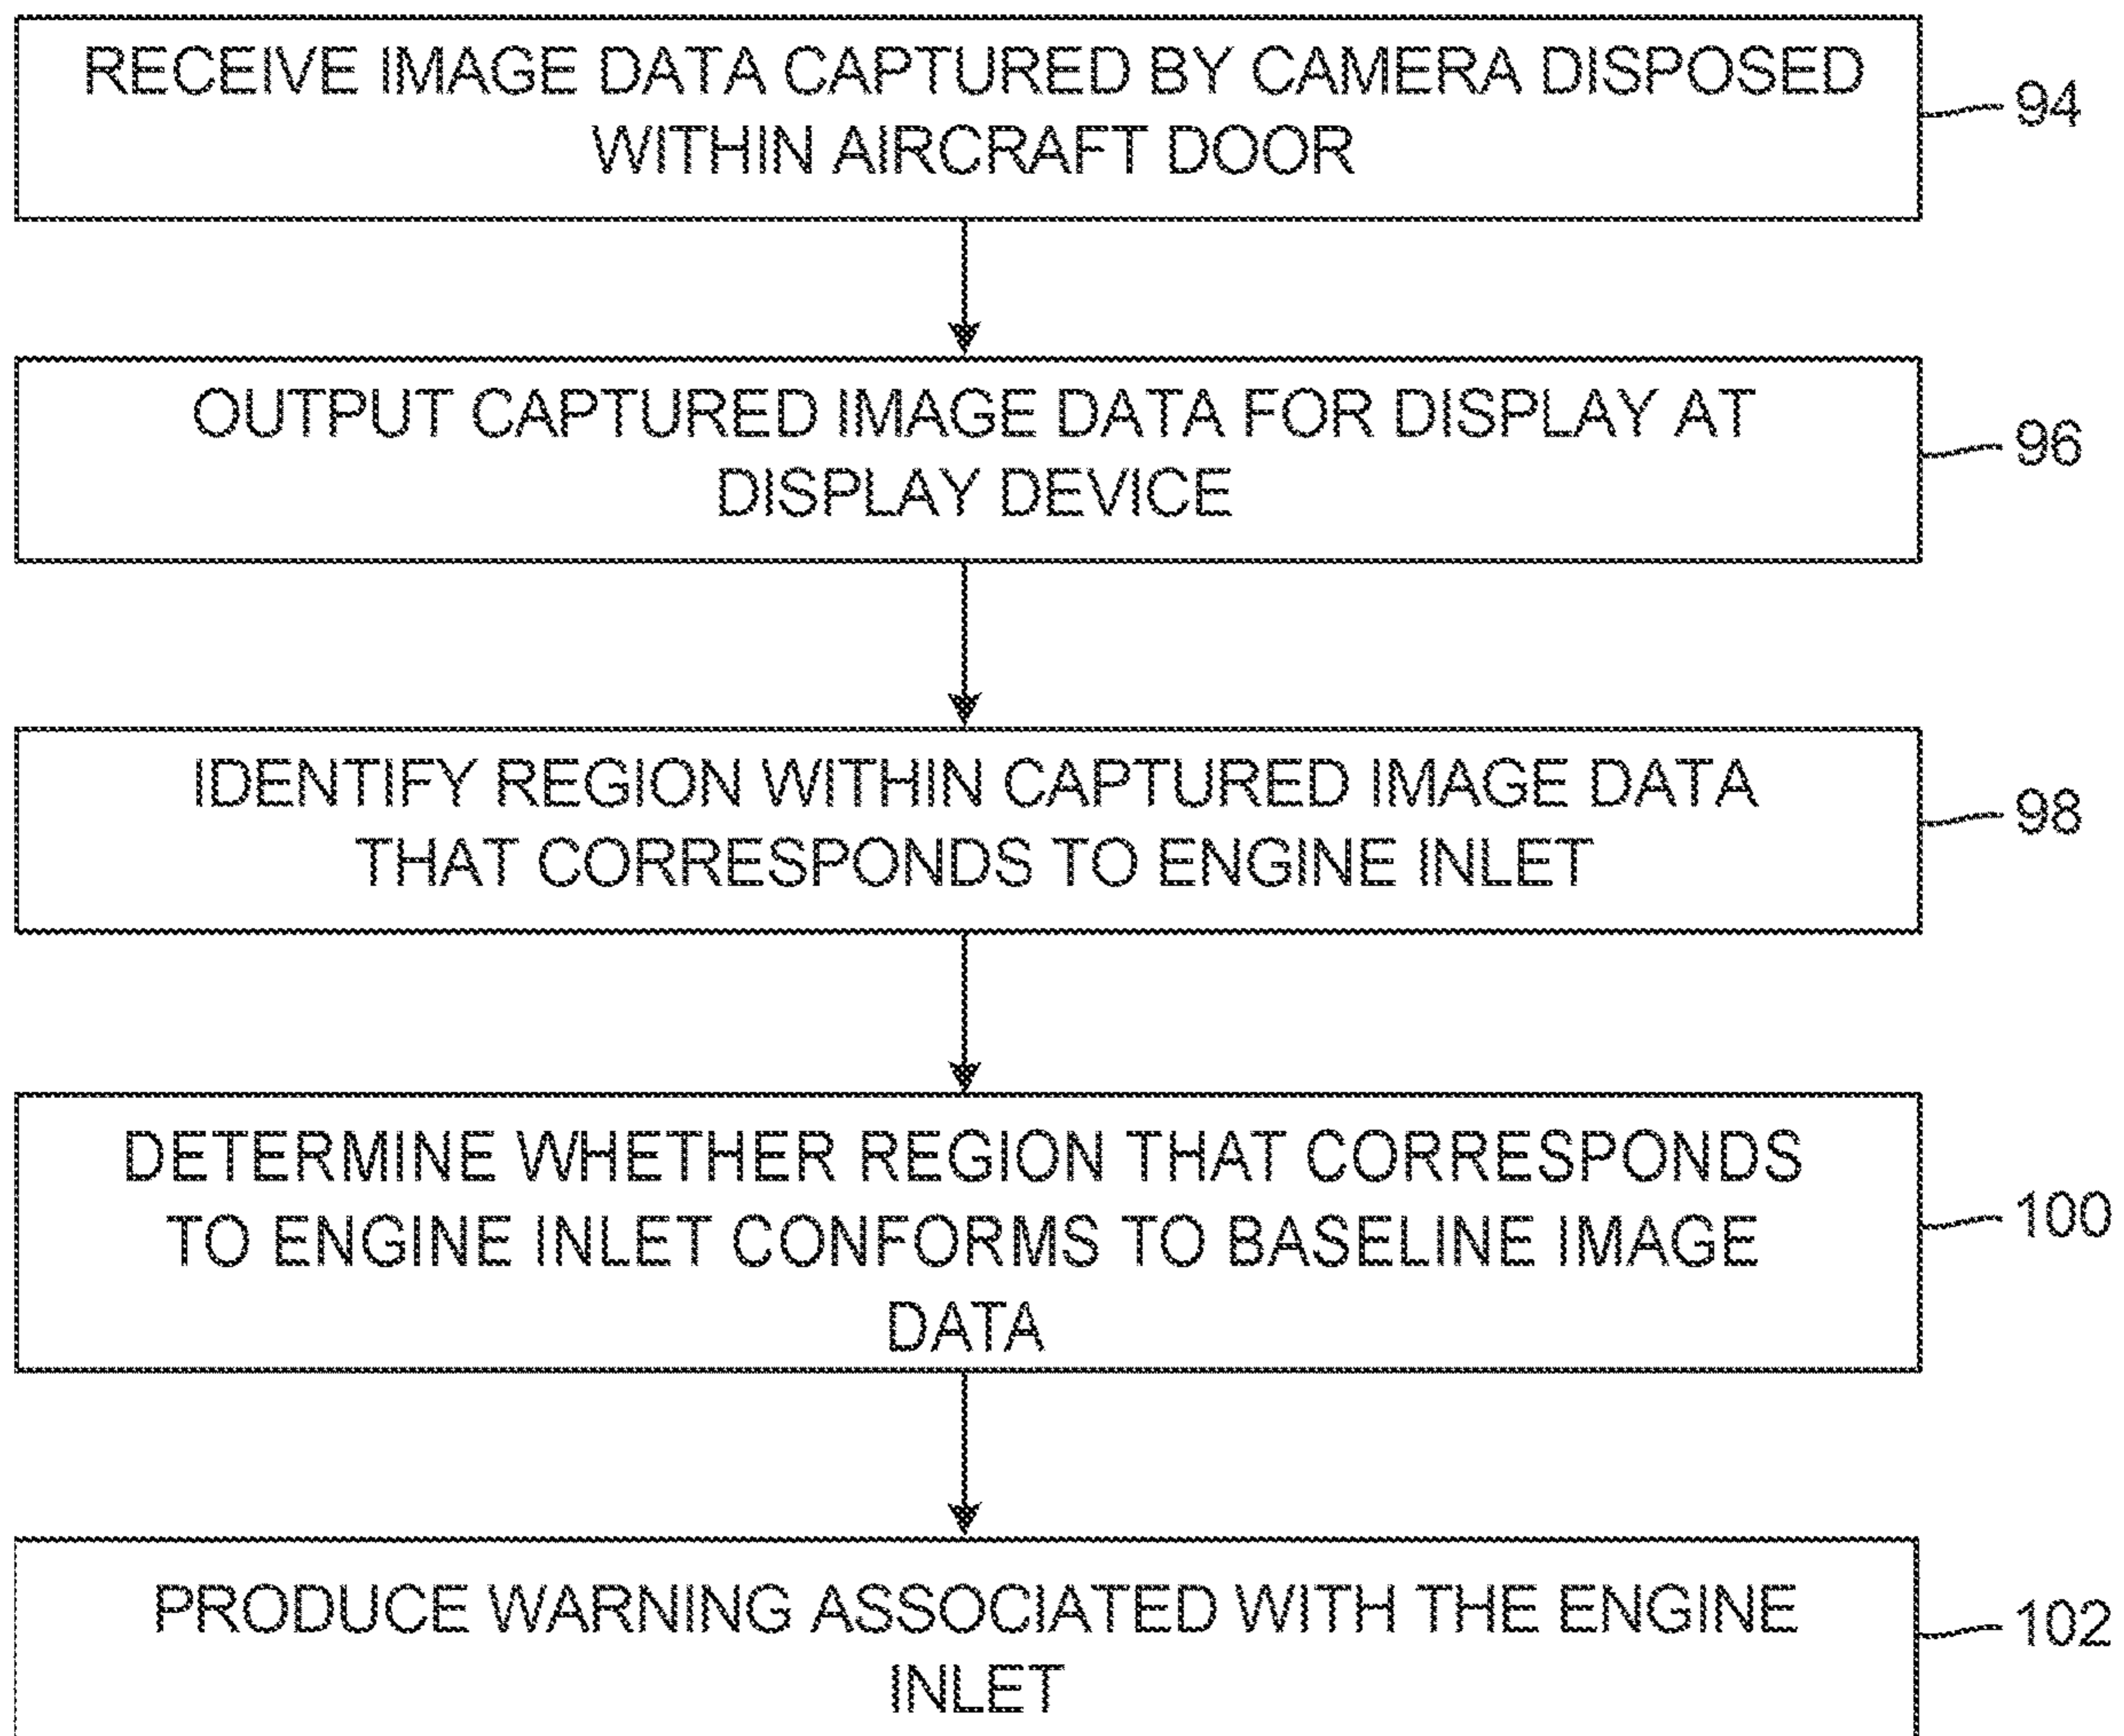 RECEIVE IMAGE DATA CAPTURED BY CAMERA DISPOSED
WITHIN AIRCRAFT DOOR
94
OUTPUT CAPTURED IMAGE DATA FOR DISPLAY AT
DISPLAY DEVICE
96
IDENTIFY REGION WITHIN CAPTURED IMAGE DATA
THAT CORRESPONDS TO ENGINE INLET
98
DETERMINE WHETHER REGION THAT CORRESPONDS
TO ENGINE INLET CONFORMS TO BASELINE IMAGE
DATA
100
PRODUCE WARNING ASSOCIATED WITH THE ENGINE
INLET
102